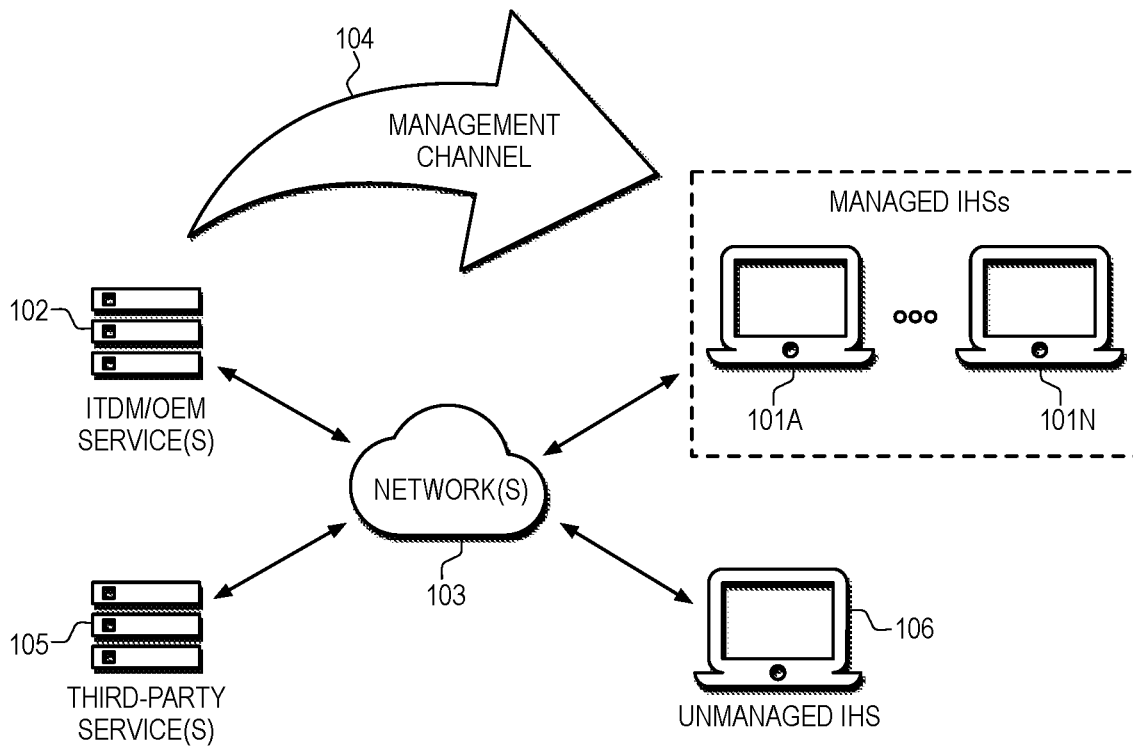 104
MANAGEMENT
CHANNEL
MANAGED IHSs
102
ITDM/OEM
SERVICE(S)
101A
101N
NETWORK(S)
103
105
THIRD-PARTY
SERVICE(S)
106
UNMANAGED IHS